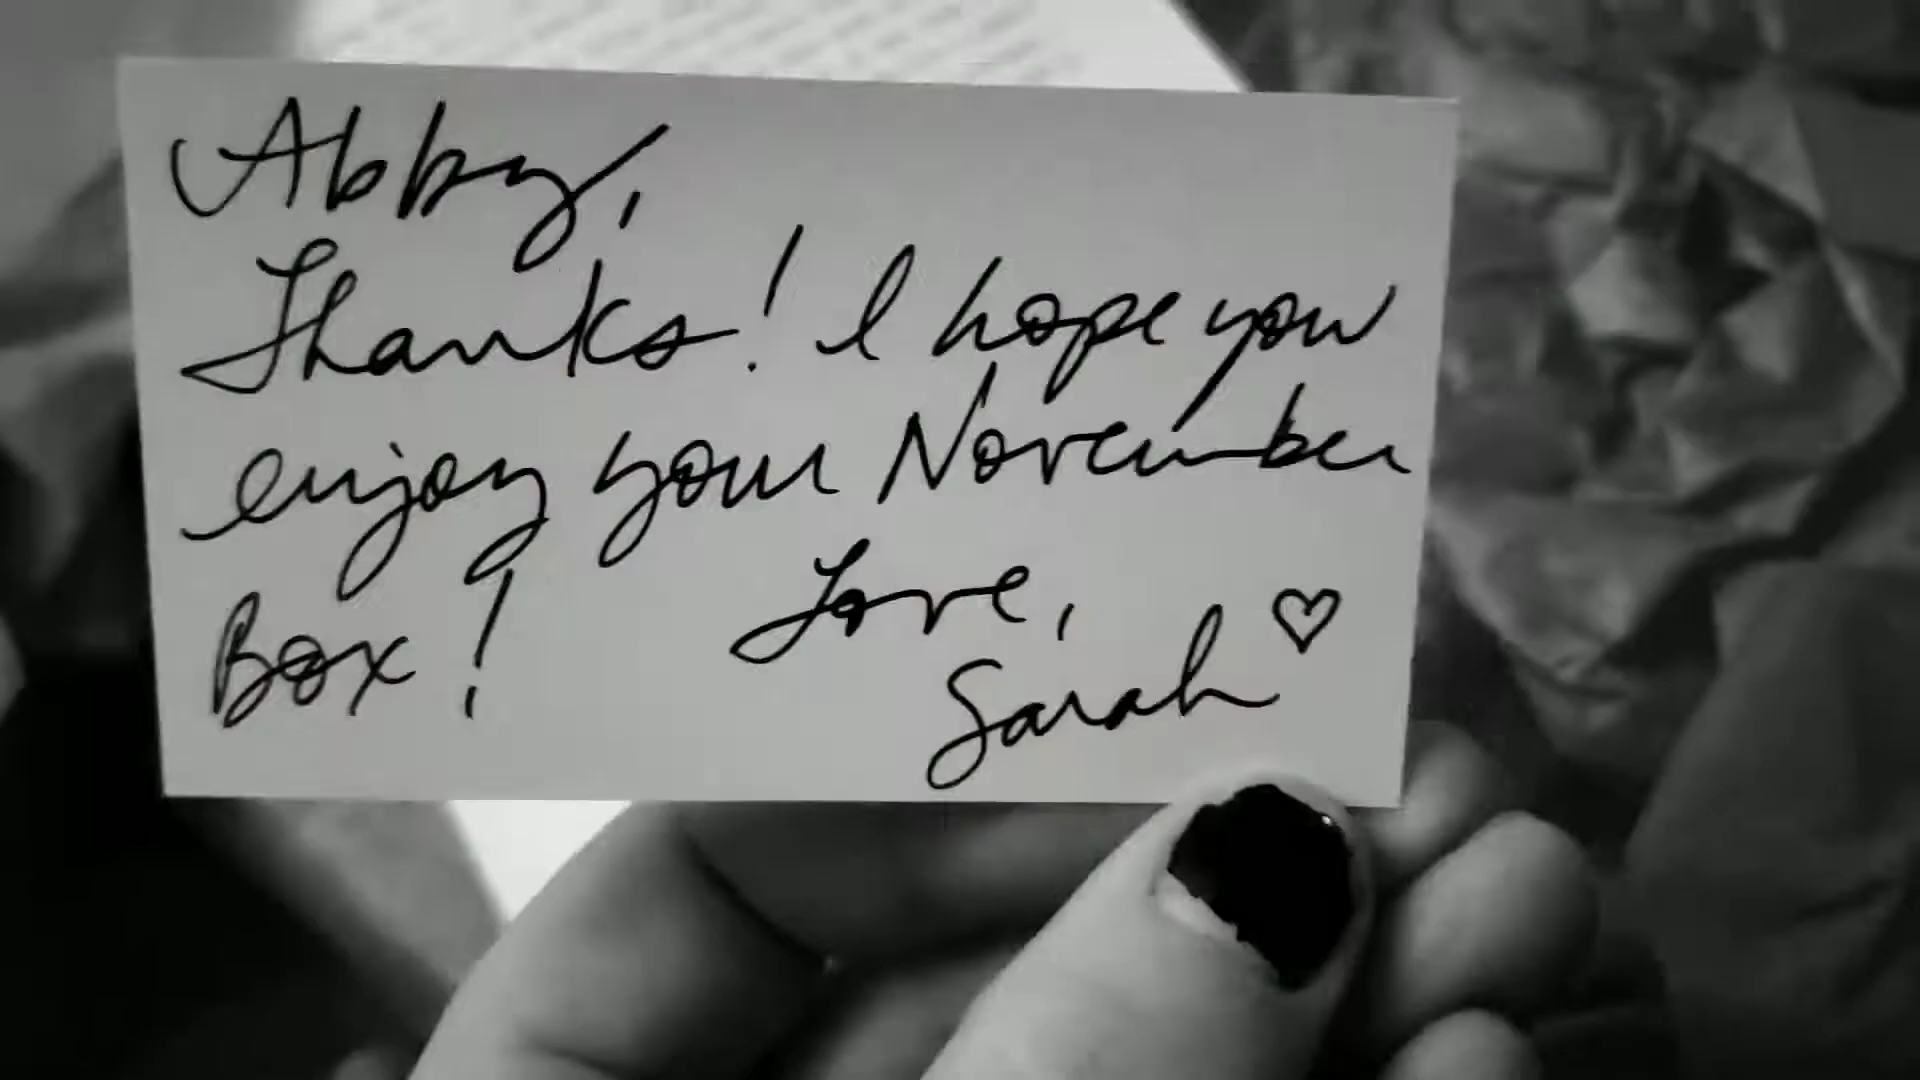 Abby,
Thanks! I hope you
enjoy your November
Box!
Love,
Sarah ♡